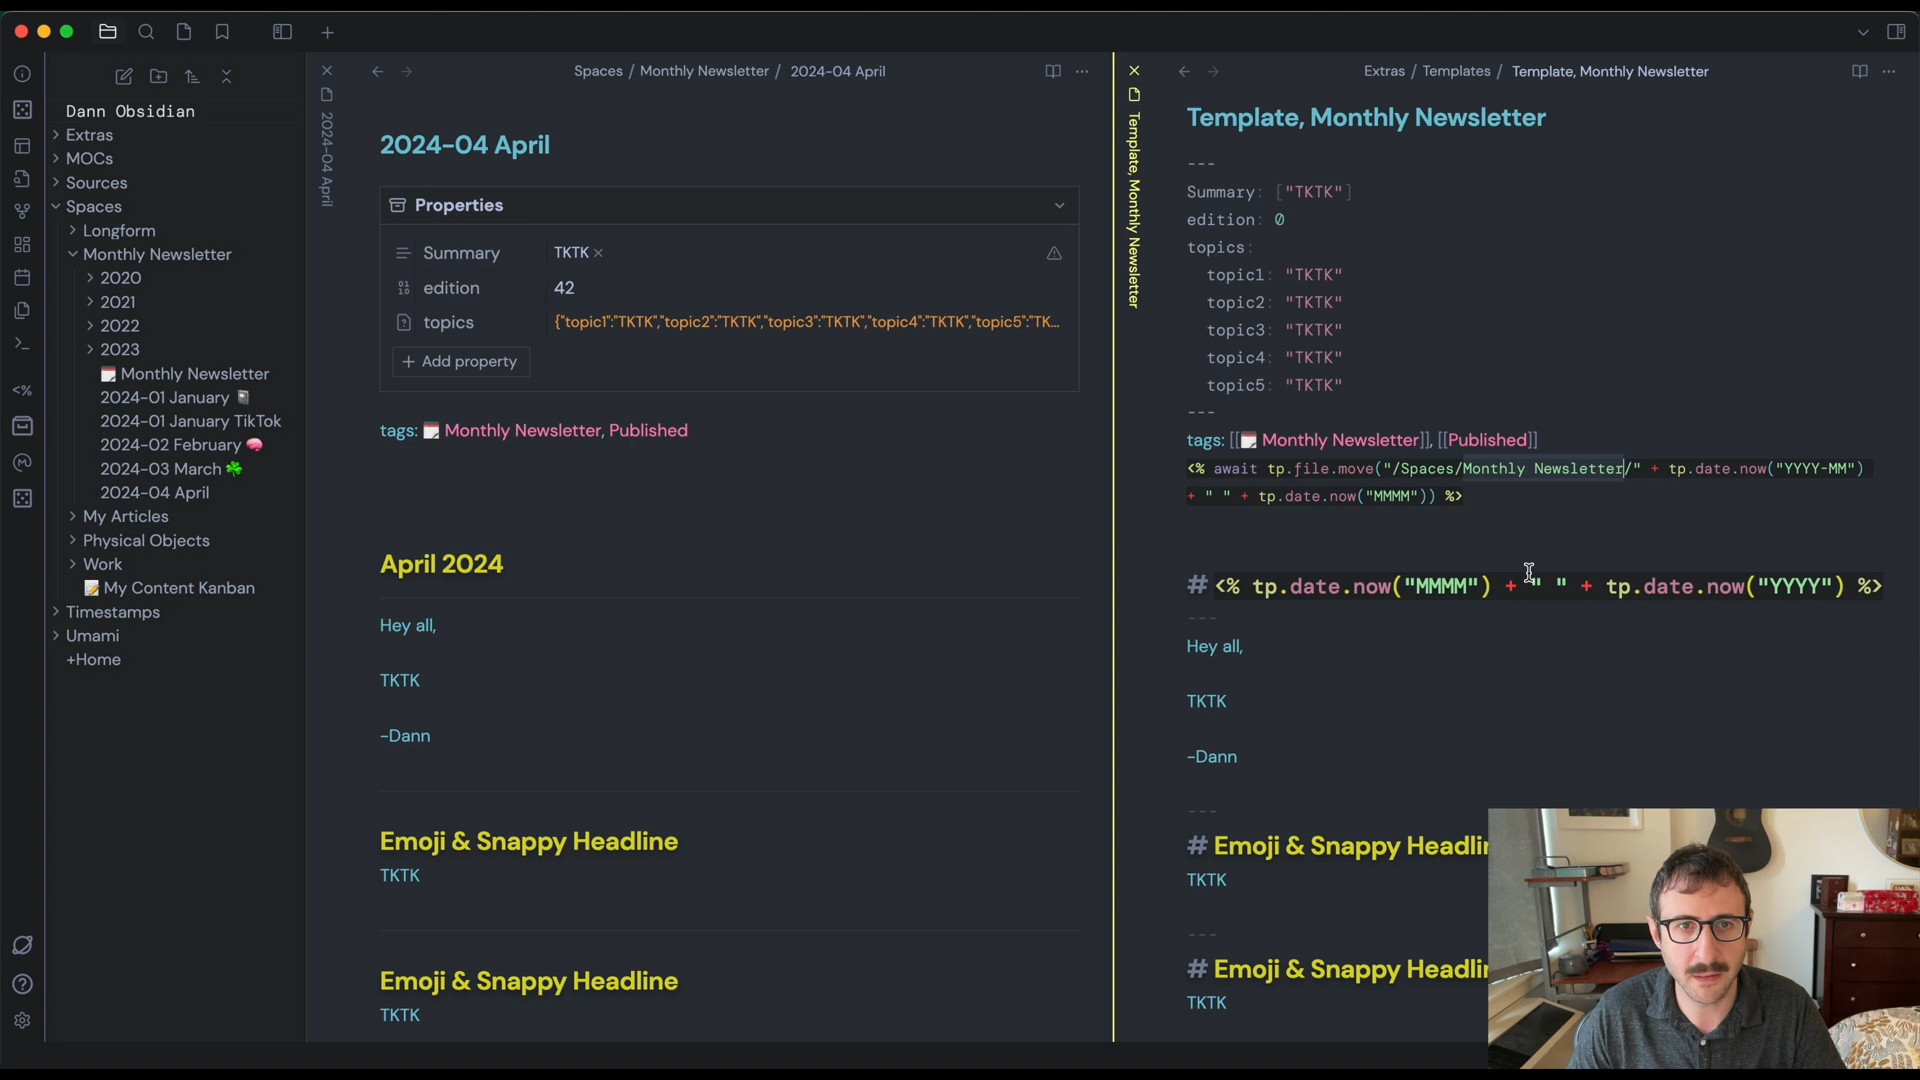 Dann Obsidian
Extras
MOCs
Sources
Spaces
Longform
Monthly Newsletter
2020
2021
2022
2023
🗓 Monthly Newsletter
2024-01 January 📓
2024-01 January TikTok
2024-02 February 🧠
2024-03 March ☘️
2024-04 April
My Articles
Physical Objects
Work
📝 My Content Kanban
Timestamps
Umami
+Home
<%
2024-04 April
Spaces / Monthly Newsletter / 2024-04 April
2024-04 April
Properties
Summary TKTK ×
edition 42
topics {"topic1":"TKTK","topic2":"TKTK","topic3":"TKTK","topic4":"TKTK","topic5":"TK...
+ Add property
tags: 🗓 Monthly Newsletter, Published
April 2024
Hey all,
TKTK
-Dann
Emoji & Snappy Headline
TKTK
Emoji & Snappy Headline
TKTK
Template, Monthly Newsletter
Extras / Templates / Template, Monthly Newsletter
Template, Monthly Newsletter
---
Summary: ["TKTK"]
edition: 0
topics:
topic1: "TKTK"
topic2: "TKTK"
topic3: "TKTK"
topic4: "TKTK"
topic5: "TKTK"
---
tags: [[🗓 Monthly Newsletter]], [[Published]]
<% await tp.file.move("/Spaces/Monthly Newsletter/" + tp.date.now("YYYY-MM")
+ " " + tp.date.now("MMMM")) %>
# <% tp.date.now("MMMM") + " " + tp.date.now("YYYY") %>
---
Hey all,
TKTK
-Dann
---
# Emoji & Snappy Headli
TKTK
---
# Emoji & Snappy Headli
TKTK